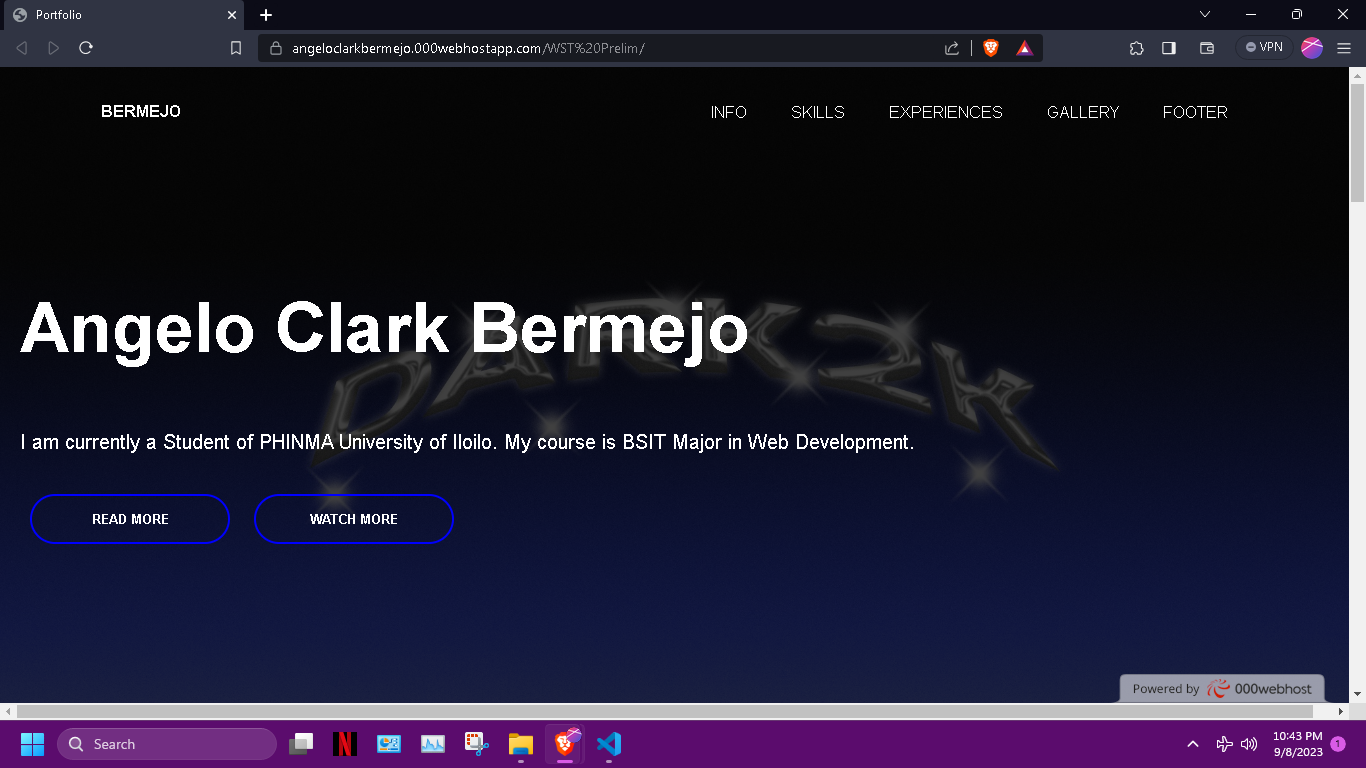 Portfolio
angeloclarkbermejo.000webhostapp.com/WST%20Prelim/
VPN
BERMEJO
INFO SKILLS EXPERIENCES GALLERY FOOTER
DARK2K
Angelo Clark Bermejo
I am currently a Student of PHINMA University of Iloilo. My course is BSIT Major in Web Development.
READ MORE WATCH MORE
Powered by 000webhost
Search
N
10:43 PM
9/8/2023
1